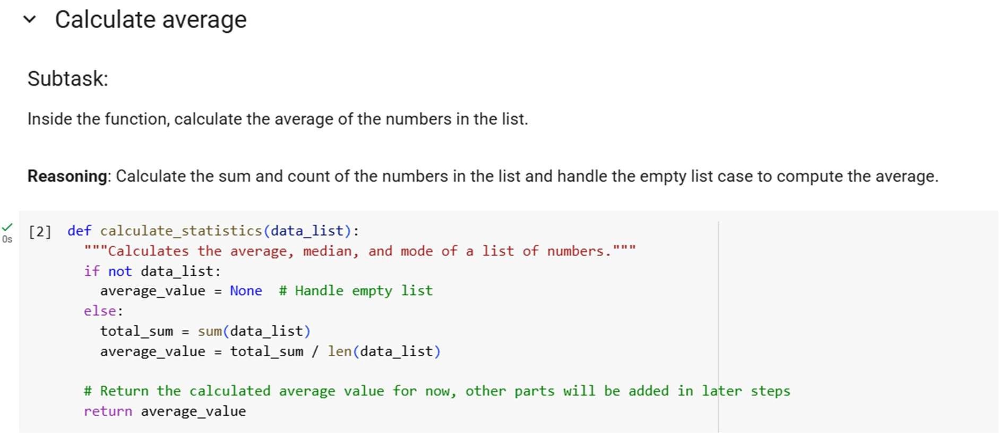 Calculate average
Subtask:
Inside the function, calculate the average of the numbers in the list.
Reasoning: Calculate the sum and count of the numbers in the list and handle the empty list case to compute the average.
0s
[2] def calculate_statistics(data_list):
"""Calculates the average, median, and mode of a list of numbers."""
if not data_list:
average_value = None  # Handle empty list
else:
total_sum = sum(data_list)
average_value = total_sum / len(data_list)
# Return the calculated average value for now, other parts will be added in later steps
return average_value